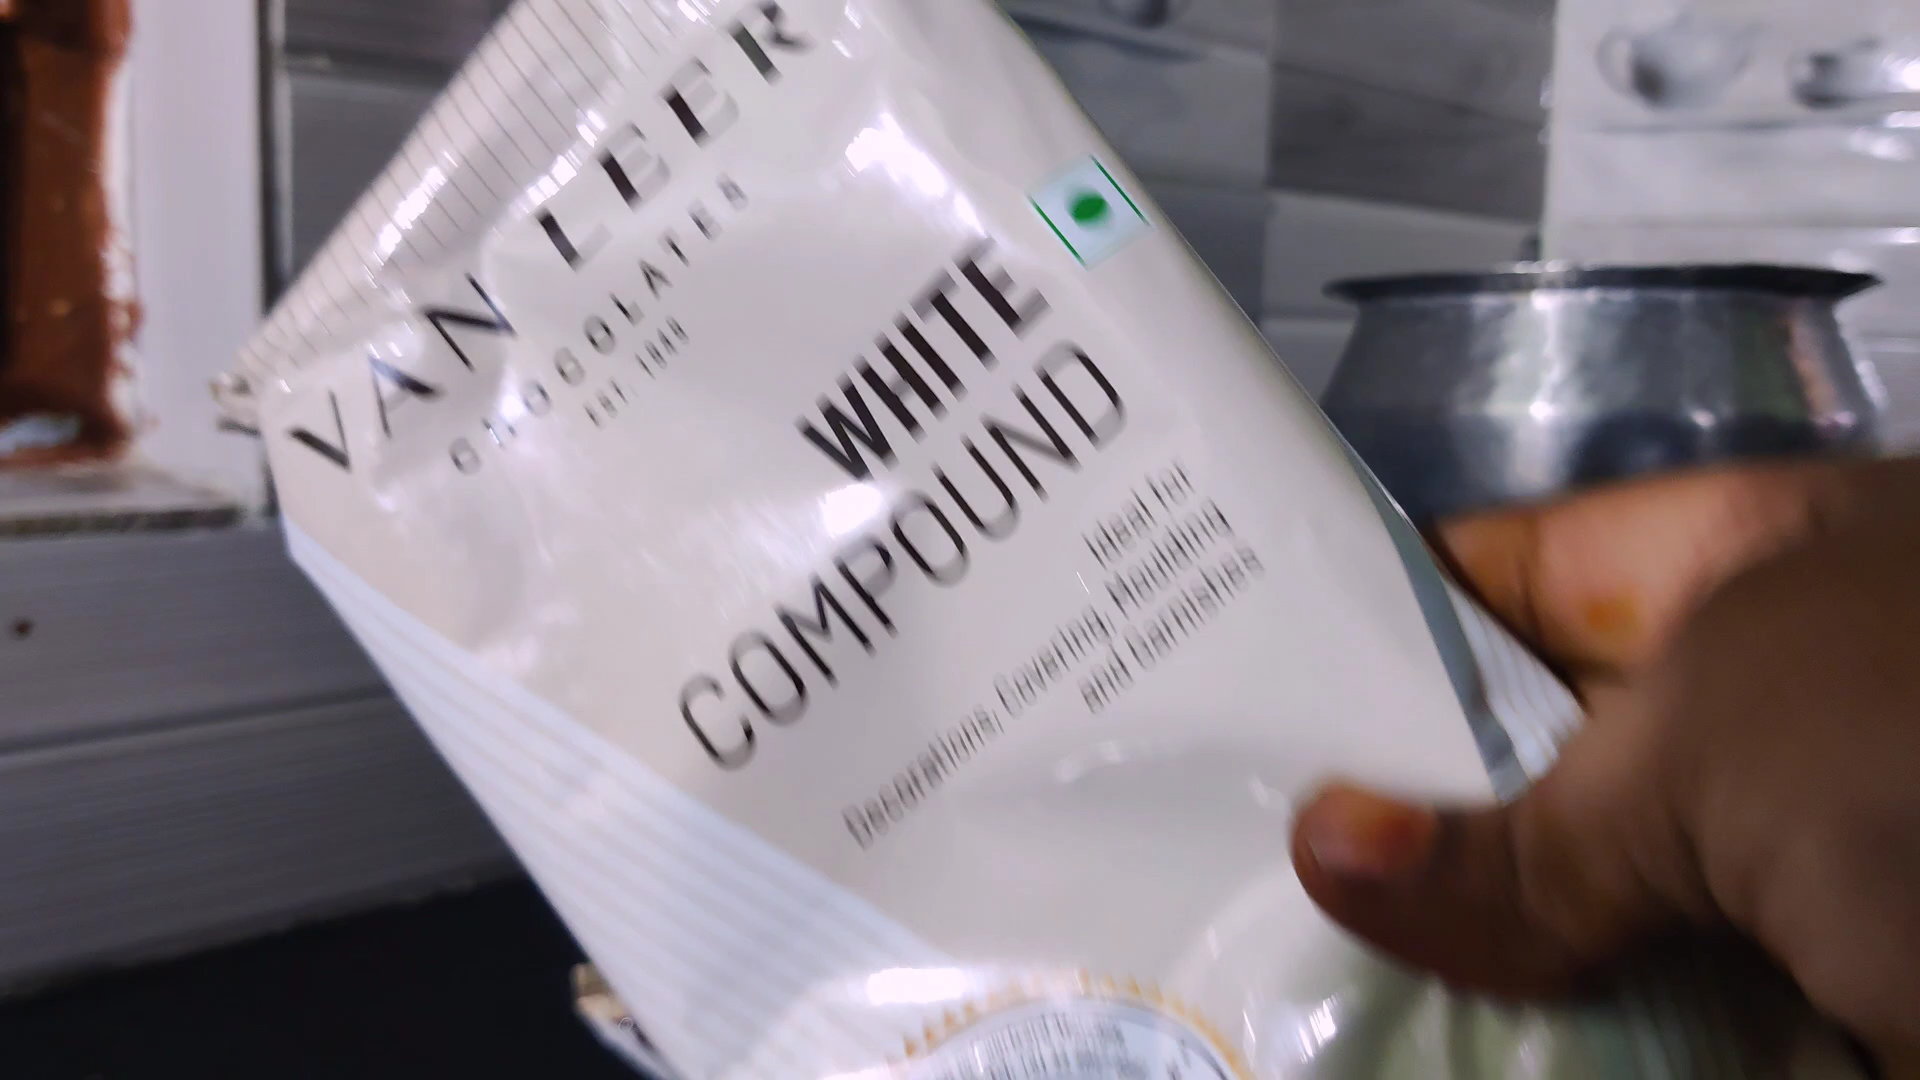 VAN LEER
CHOCOLATES
EST. 1949
WHITE
COMPOUND
Ideal for
Decorations, Covering, Moulding
and Garnishes